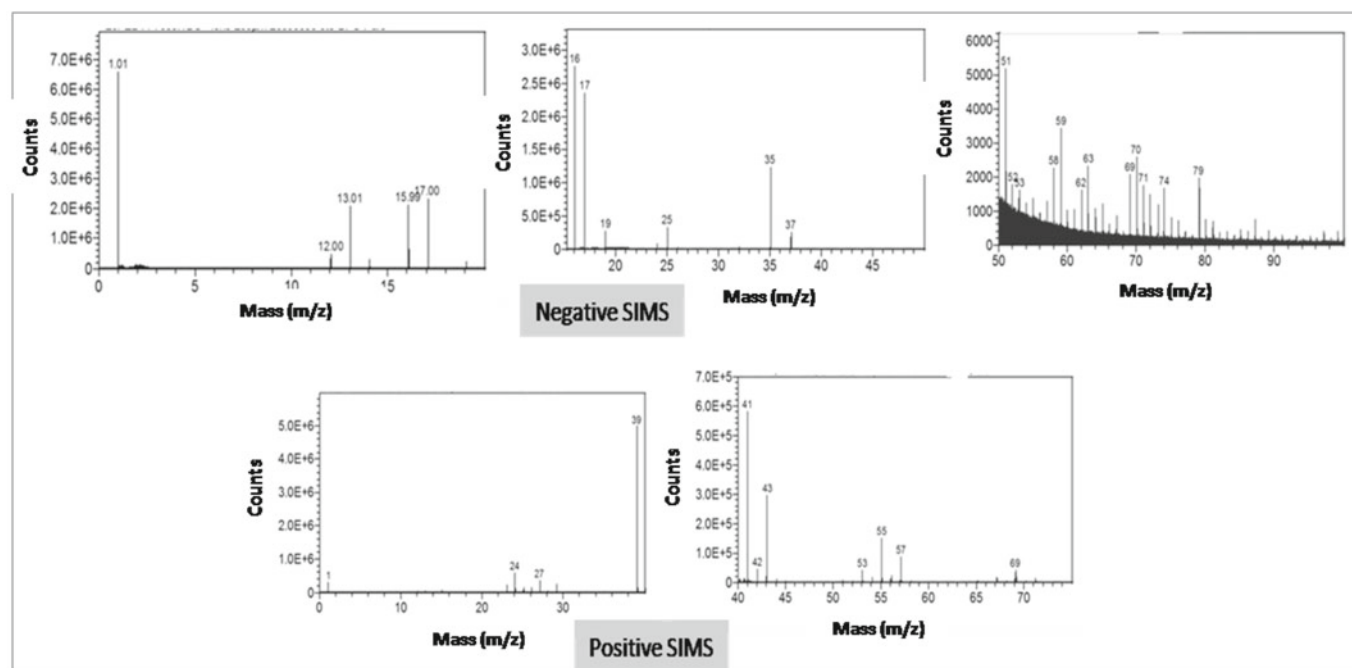 7.0E+6
6.0E+6
5.0E+6
4.0E+6
3.0E+6
2.0E+6
1.0E+6
0
1.01
12.00
13.01
15.99
17.00
0
5
10
15
Counts
Mass (m/z)
3.0E+6
2.5E+6
2.0E+6
1.5E+6
1.0E+6
5.0E+5
0
16
17
19
25
35
37
20
25
30
35
40
45
Counts
Mass (m/z)
6000
5000
4000
3000
2000
1000
0
51
52
53
58
59
62
63
69
70
71
74
79
50
60
70
80
90
Counts
Mass (m/z)
Negative SIMS
5.0E+6
4.0E+6
3.0E+6
2.0E+6
1.0E+6
0
1
24
27
39
0
10
20
30
Counts
Mass (m/z)
7.0E+5
6.0E+5
5.0E+5
4.0E+5
3.0E+5
2.0E+5
1.0E+5
0
41
42
43
53
55
57
69
40
45
50
55
60
65
70
Counts
Mass (m/z)
Positive SIMS